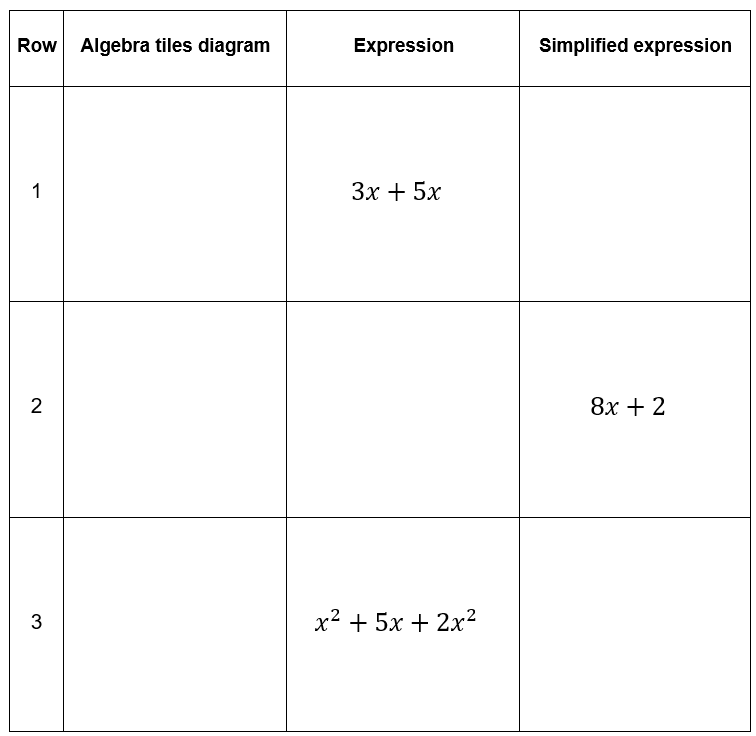 Row Algebra tiles diagram Expression Simplified expression
1 3x + 5x
2 8x + 2
3 x² + 5x + 2x²